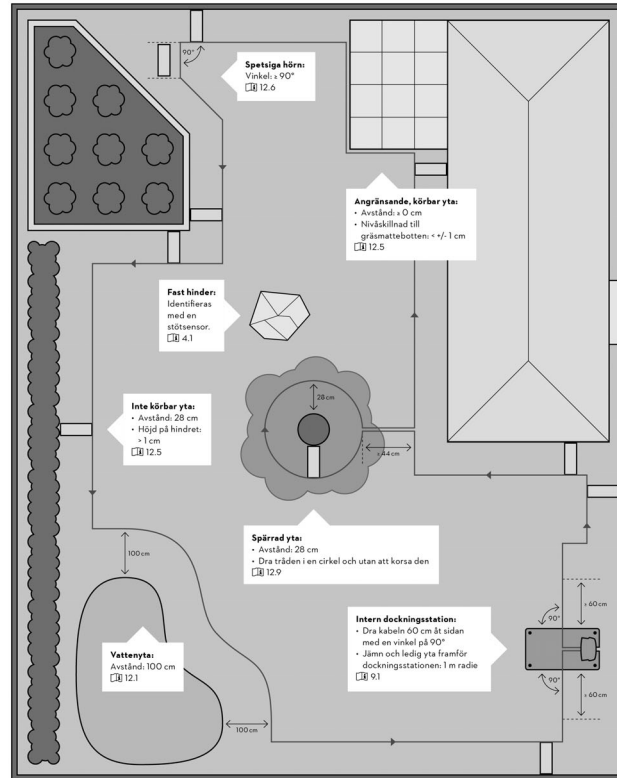 90°
Spetsiga hörn:
Vinkel: ≥ 90°
12.6
Angränsande, körbar yta:
• Avstånd: ≥ 0 cm
• Nivåskillnad till
gräsmattebotten: < +/- 1 cm
12.5
Fast hinder:
Identifieras
med en
stötsensor.
4.1
28 cm
Inte körbar yta:
• Avstånd: 28 cm
• Höjd på hindret:
> 1 cm
12.5
≥ 44 cm
Spärrad yta:
• Avstånd: 28 cm
• Dra tråden i en cirkel och utan att korsa den
12.9
100 cm
Intern dockningsstation:
• Dra kabeln 60 cm åt sidan
med en vinkel på 90°
• Jämn och ledig yta framför
dockningsstationen: 1 m radie
9.1
≥ 60 cm
90°
90°
≥ 60 cm
Vattenyta:
Avstånd: 100 cm
12.1
100 cm